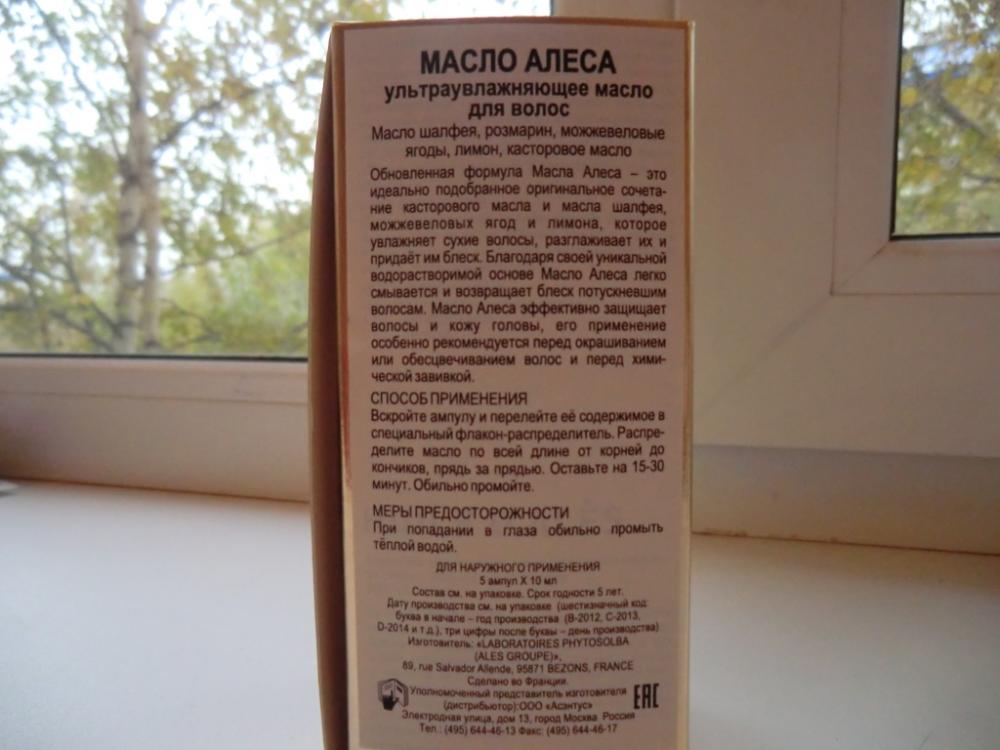 МАСЛО АЛЕСА
ультраувлажняющее масло
для волос
Масло шалфея, розмарин, можжевеловые
ягоды, лимон, касторовое масло
Обновленная формула Масла Алеса – это
идеально подобранное оригинальное сочета-
ние касторового масла и масла шалфея,
можжевеловых ягод и лимона, которое
увлажняет сухие волосы, разглаживает их и
придаёт им блеск. Благодаря своей уникальной
водорастворимой основе Масло Алеса легко
смывается и возвращает блеск потускневшим
волосам. Масло Алеса эффективно защищает
волосы и кожу головы, его применение
особенно рекомендуется перед окрашиванием
или обесцвечиванием волос и перед хими-
ческой завивкой.
СПОСОБ ПРИМЕНЕНИЯ
Вскройте ампулу и перелейте её содержимое в
специальный флакон-распределитель. Распре-
делите масло по всей длине от корней до
кончиков, прядь за прядью. Оставьте на 15-30
минут. Обильно промойте.
МЕРЫ ПРЕДОСТОРОЖНОСТИ
При попадании в глаза обильно промыть
тёплой водой.
ДЛЯ НАРУЖНОГО ПРИМЕНЕНИЯ
5 ампул Х 10 мл
Состав см. на упаковке. Срок годности 5 лет.
Дату производства см. на упаковке (шестизначный код:
буква в начале – год производства (B-2012, C-2013,
D-2014 и т.д.), три цифры после буквы – день производства)
Изготовитель: «LABORATOIRES PHYTOSOLBA
(ALES GROUPE)»,
89, rue Salvador Allende, 95871 BEZONS, FRANCE
Сделано во Франции.
Уполномоченный представитель изготовителя
(дистрибьютор):ООО «Асантус»
Электродная улица, дом 13, город Москва Россия
Тел.: (495) 644-46-13 Факс: (495) 644-46-17
EAC